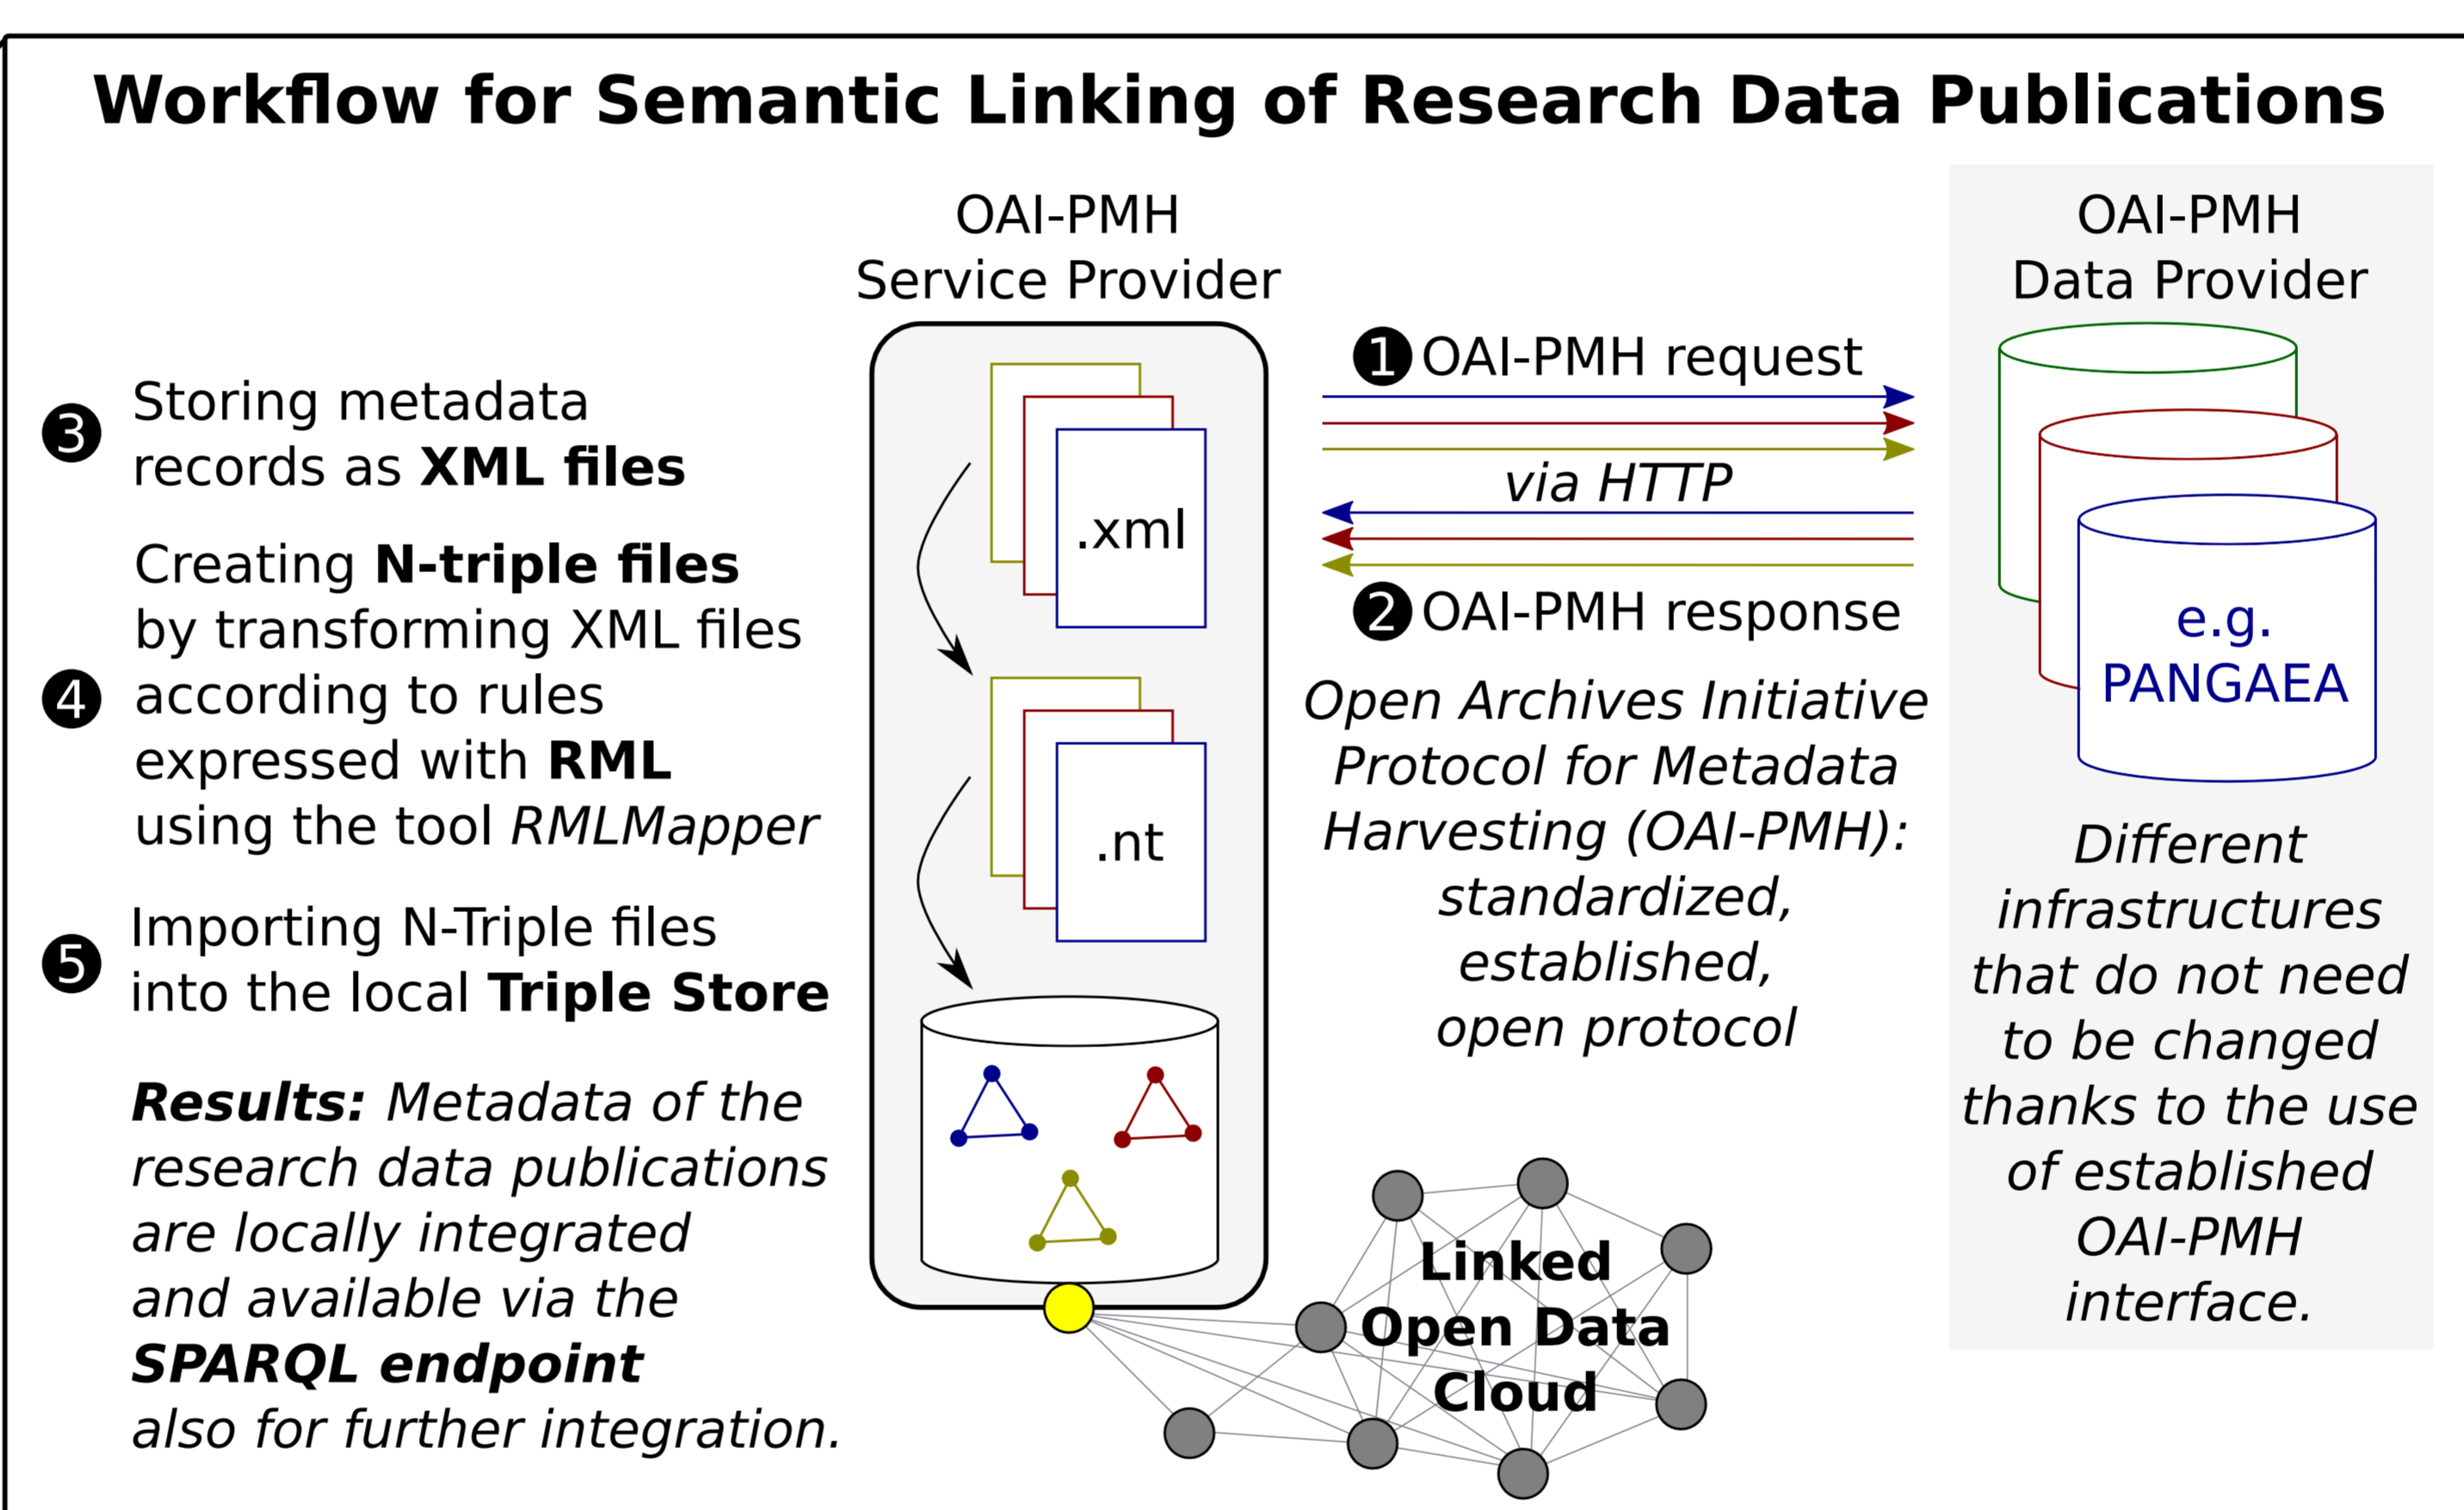 Workflow for Semantic Linking of Research Data Publications
OAI-PMH
Service Provider
OAI-PMH
Data Provider
1 OAI-PMH request
via HTTP
2 OAI-PMH response
Open Archives Initiative
Protocol for Metadata
Harvesting (OAI-PMH):
standardized,
established,
open protocol
3 Storing metadata
records as XML files
Creating N-triple files
by transforming XML files
4 according to rules
expressed with RML
using the tool RMLMapper
5 Importing N-Triple files
into the local Triple Store
Results: Metadata of the
research data publications
are locally integrated
and available via the
SPARQL endpoint
also for further integration.
.xml
.nt
e.g.
PANGAEA
Different
infrastructures
that do not need
to be changed
thanks to the use
of established
OAI-PMH
interface.
Linked
Open Data
Cloud